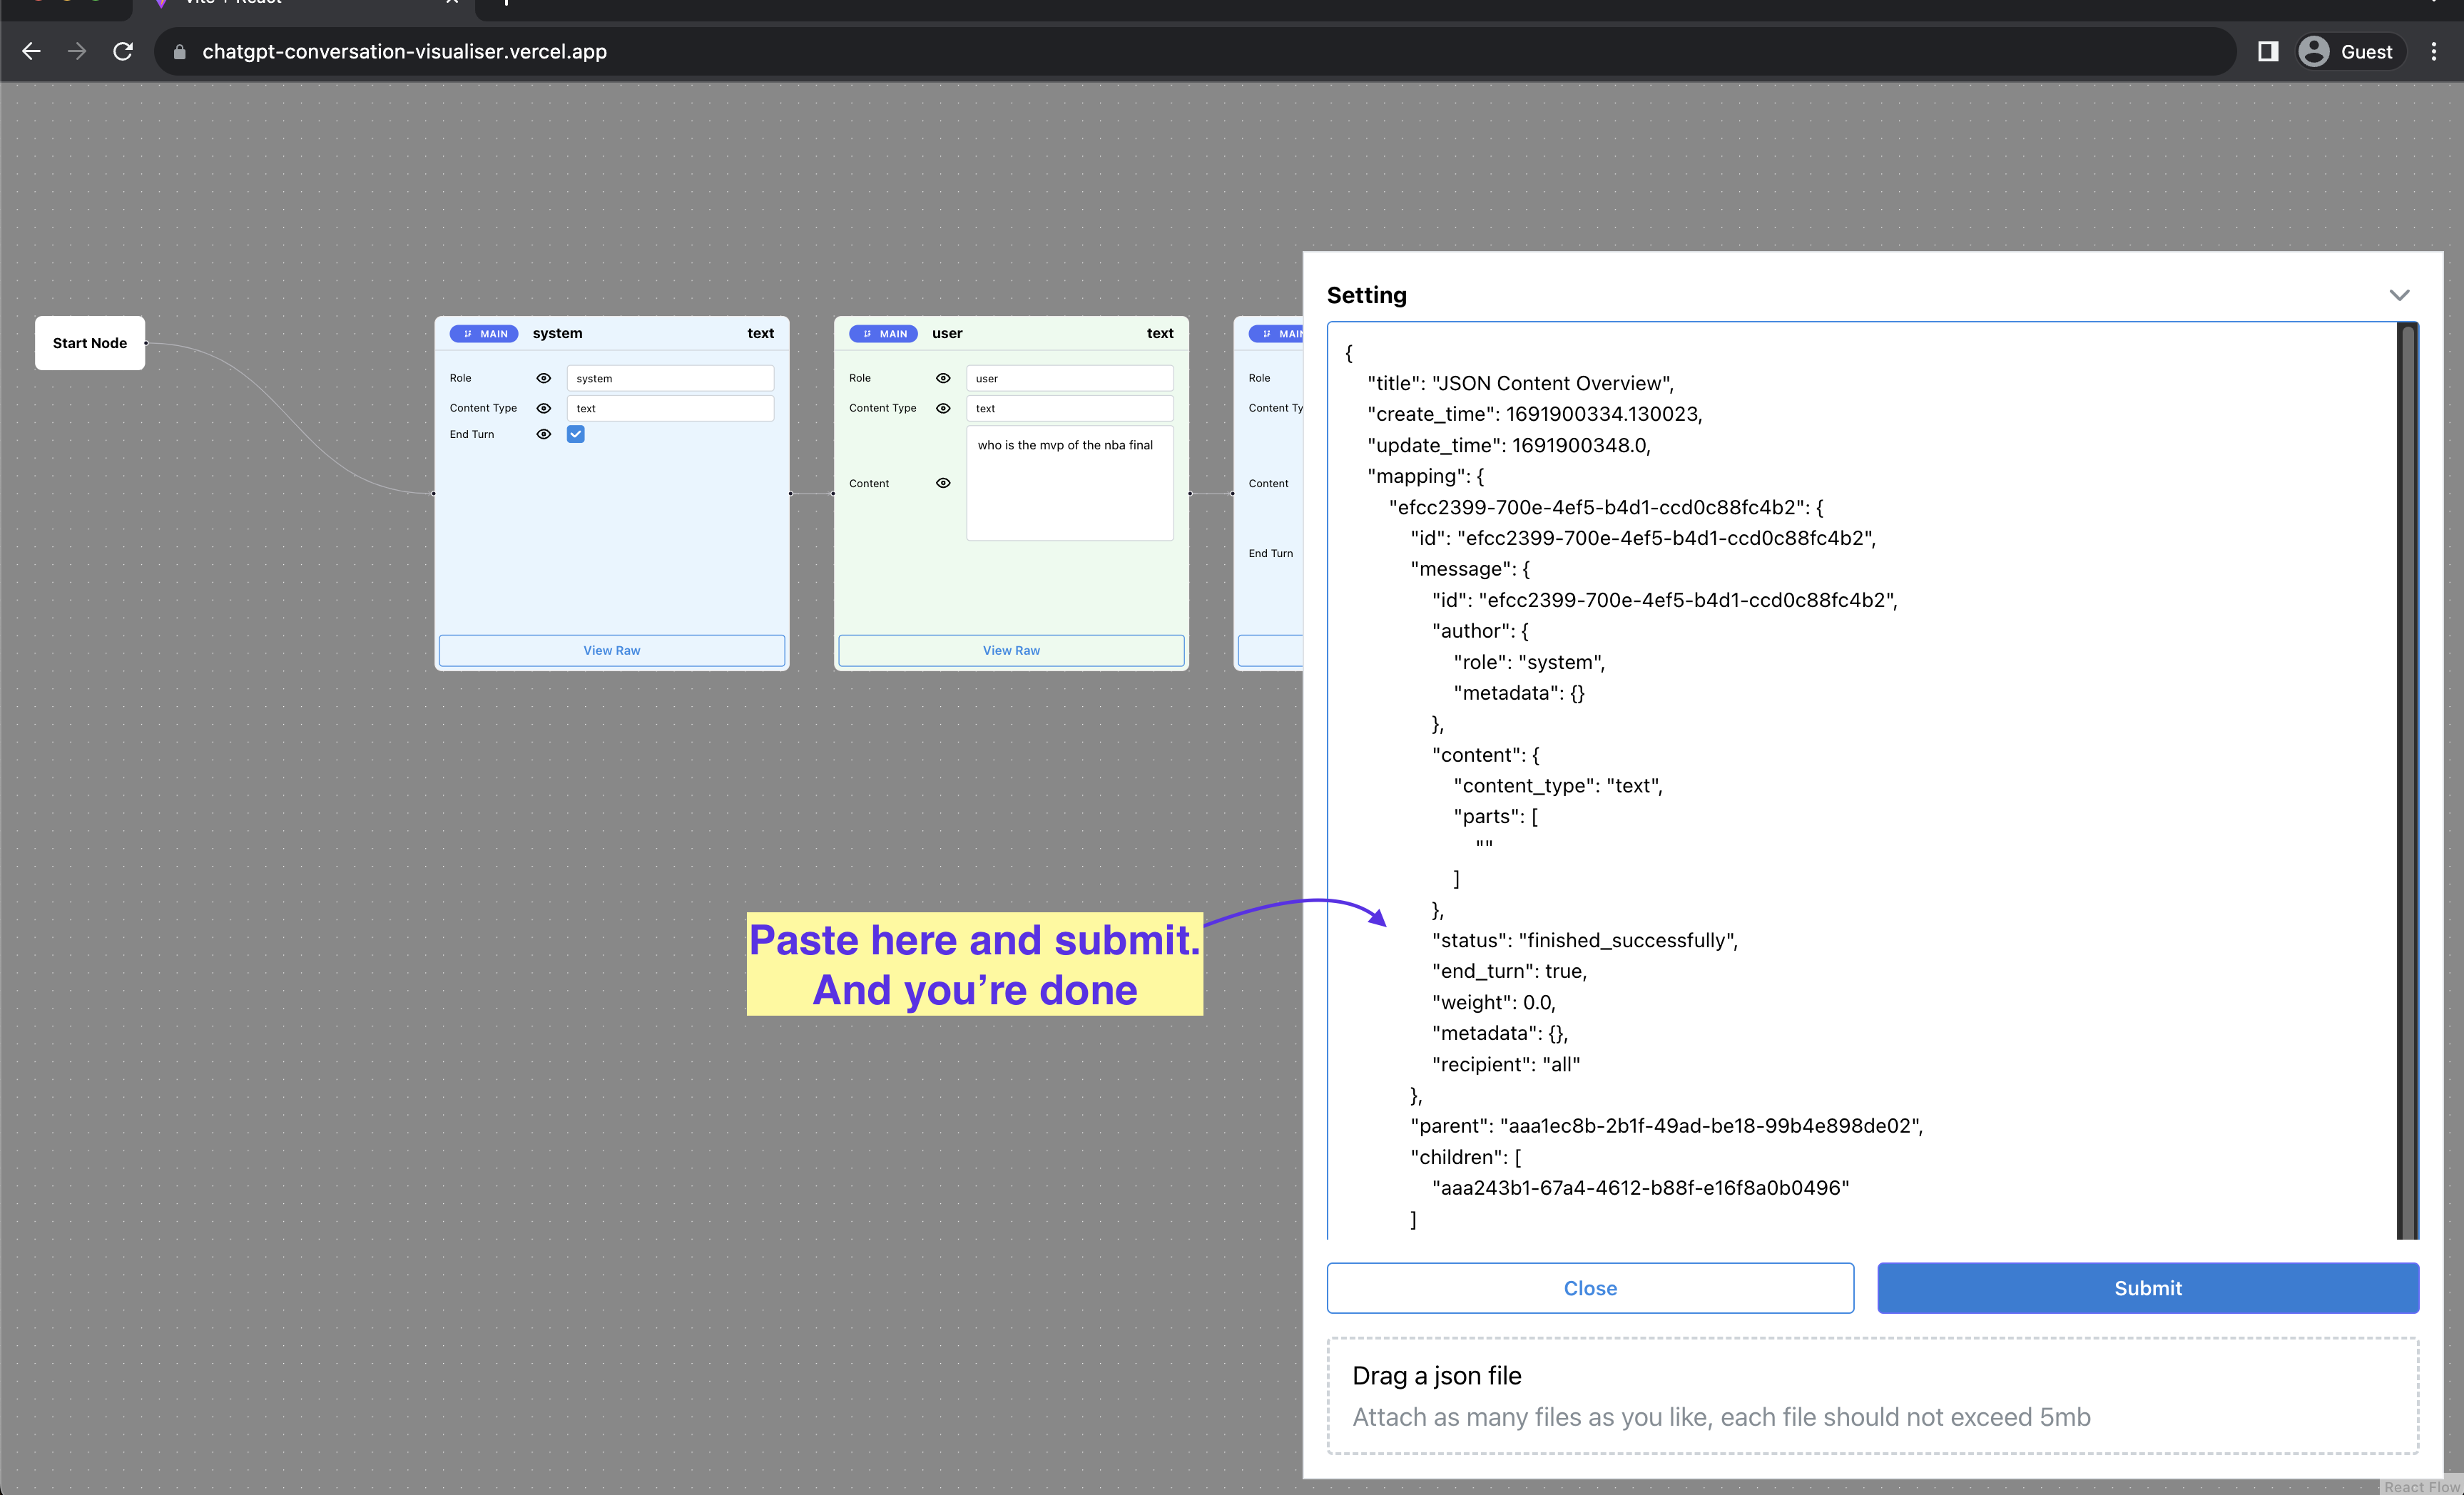 Vite + React
chatgpt-conversation-visualiser.vercel.app
Guest
Start Node
MAIN system text
Role system
Content Type text
End Turn
View Raw
MAIN user text
Role user
Content Type text
who is the mvp of the nba final
Content
View Raw
MAIN
Role
Content Ty
Content
End Turn
Paste here and submit.
And you’re done
Setting
{
"title": "JSON Content Overview",
"create_time": 1691900334.130023,
"update_time": 1691900348.0,
"mapping": {
"efcc2399-700e-4ef5-b4d1-ccd0c88fc4b2": {
"id": "efcc2399-700e-4ef5-b4d1-ccd0c88fc4b2",
"message": {
"id": "efcc2399-700e-4ef5-b4d1-ccd0c88fc4b2",
"author": {
"role": "system",
"metadata": {}
},
"content": {
"content_type": "text",
"parts": [
""
]
},
"status": "finished_successfully",
"end_turn": true,
"weight": 0.0,
"metadata": {},
"recipient": "all"
},
"parent": "aaa1ec8b-2b1f-49ad-be18-99b4e898de02",
"children": [
"aaa243b1-67a4-4612-b88f-e16f8a0b0496"
]
Close
Submit
Drag a json file
Attach as many files as you like, each file should not exceed 5mb
React Flow